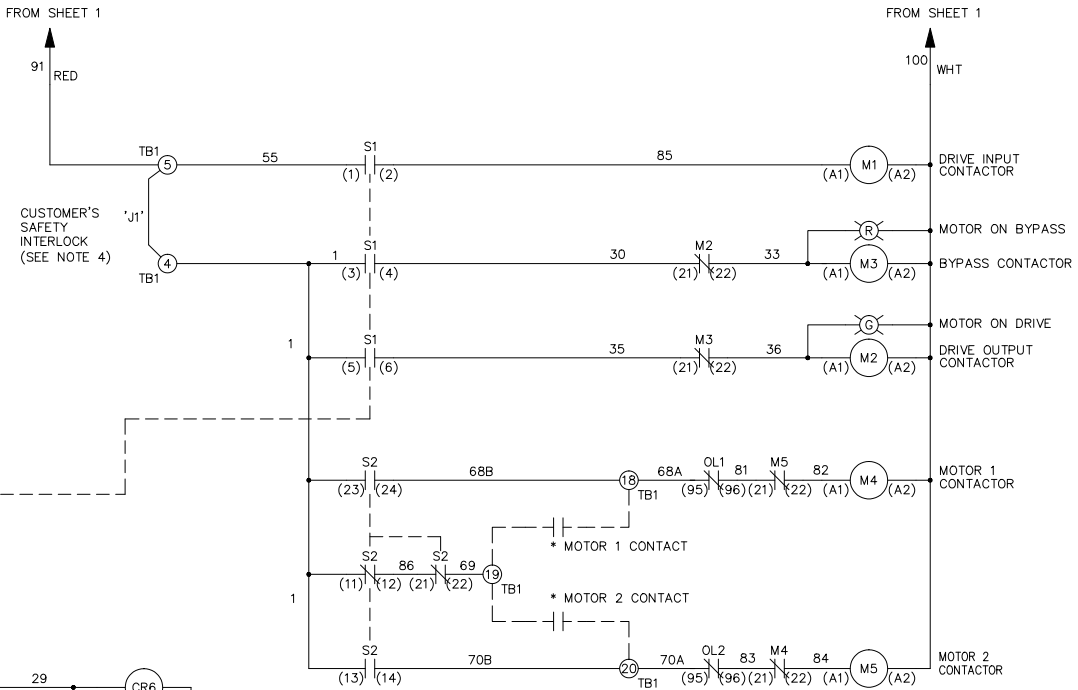 FROM SHEET 1
FROM SHEET 1
91
RED
100
WHT
TB1
5
55
S1
(1)
(2)
85
M1
(A1)
(A2)
DRIVE INPUT
CONTACTOR
CUSTOMER'S
SAFETY
INTERLOCK
(SEE NOTE 4)
'J1'
4
TB1
1
S1
(3)
(4)
30
M2
(21)
(22)
33
R
MOTOR ON BYPASS
M3
(A1)
(A2)
BYPASS CONTACTOR
1
S1
(5)
(6)
35
M3
(21)
(22)
36
G
MOTOR ON DRIVE
M2
(A1)
(A2)
DRIVE OUTPUT
CONTACTOR
S2
(23)
(24)
68B
18
TB1
68A
OL1
(95)
(96)
81
M5
(21)
(22)
82
M4
(A1)
(A2)
MOTOR 1
CONTACTOR
* MOTOR 1 CONTACT
1
S2
(11)
(12)
86
S2
(21)
(22)
69
19
TB1
* MOTOR 2 CONTACT
S2
(13)
(14)
70B
20
TB1
70A
OL2
(95)
(96)
83
M4
(21)
(22)
84
M5
(A1)
(A2)
MOTOR 2
CONTACTOR
29
CR6